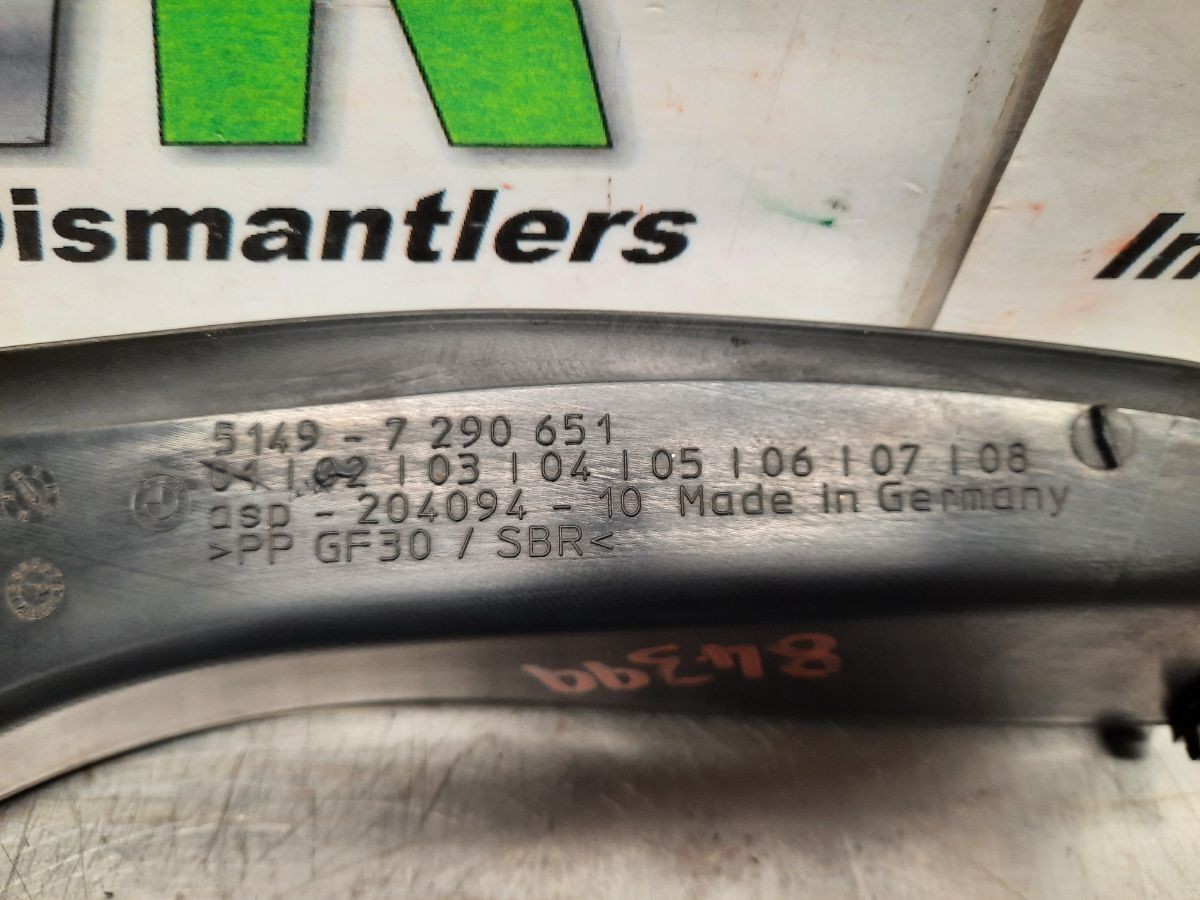 Dismantlers
In
5149 - 7 290 651
01 | 02 | 03 | 04 | 05 | 06 | 07 | 08
asp - 204094 - 10 Made in Germany
>PP GF30 / SBR<